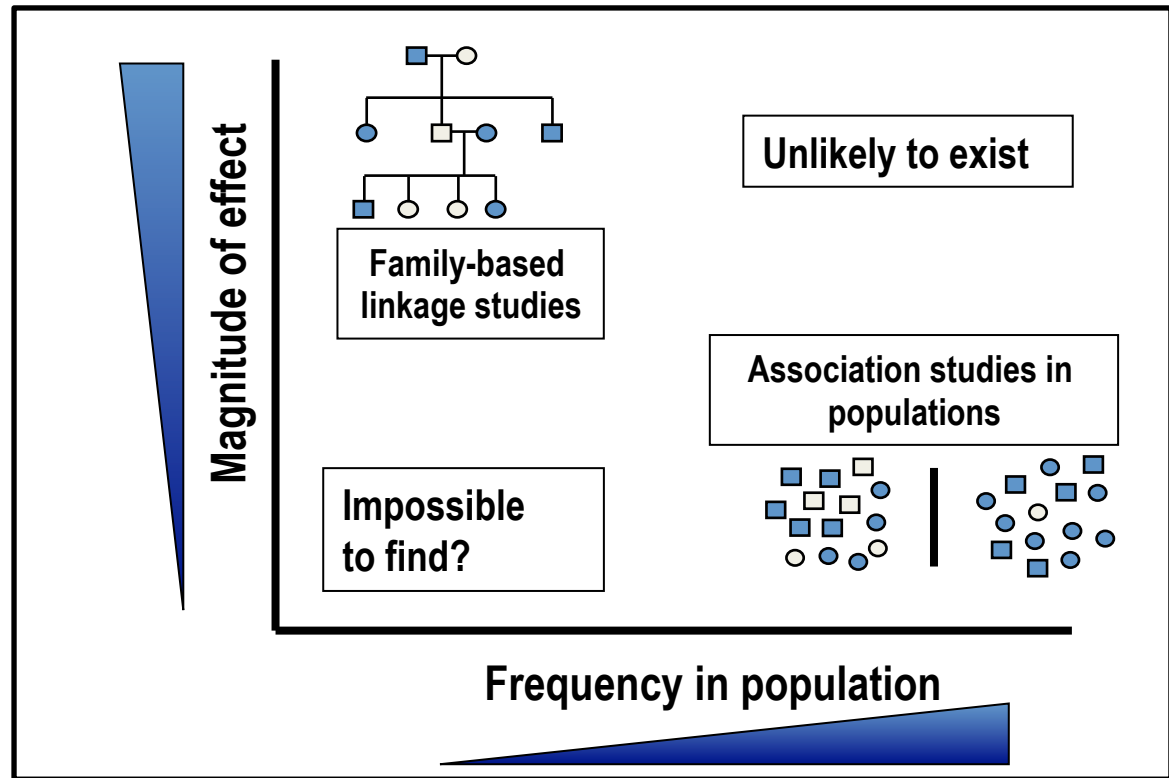 Magnitude of effect
Family-based
linkage studies
Unlikely to exist
Association studies in
populations
Impossible
to find?
Frequency in population